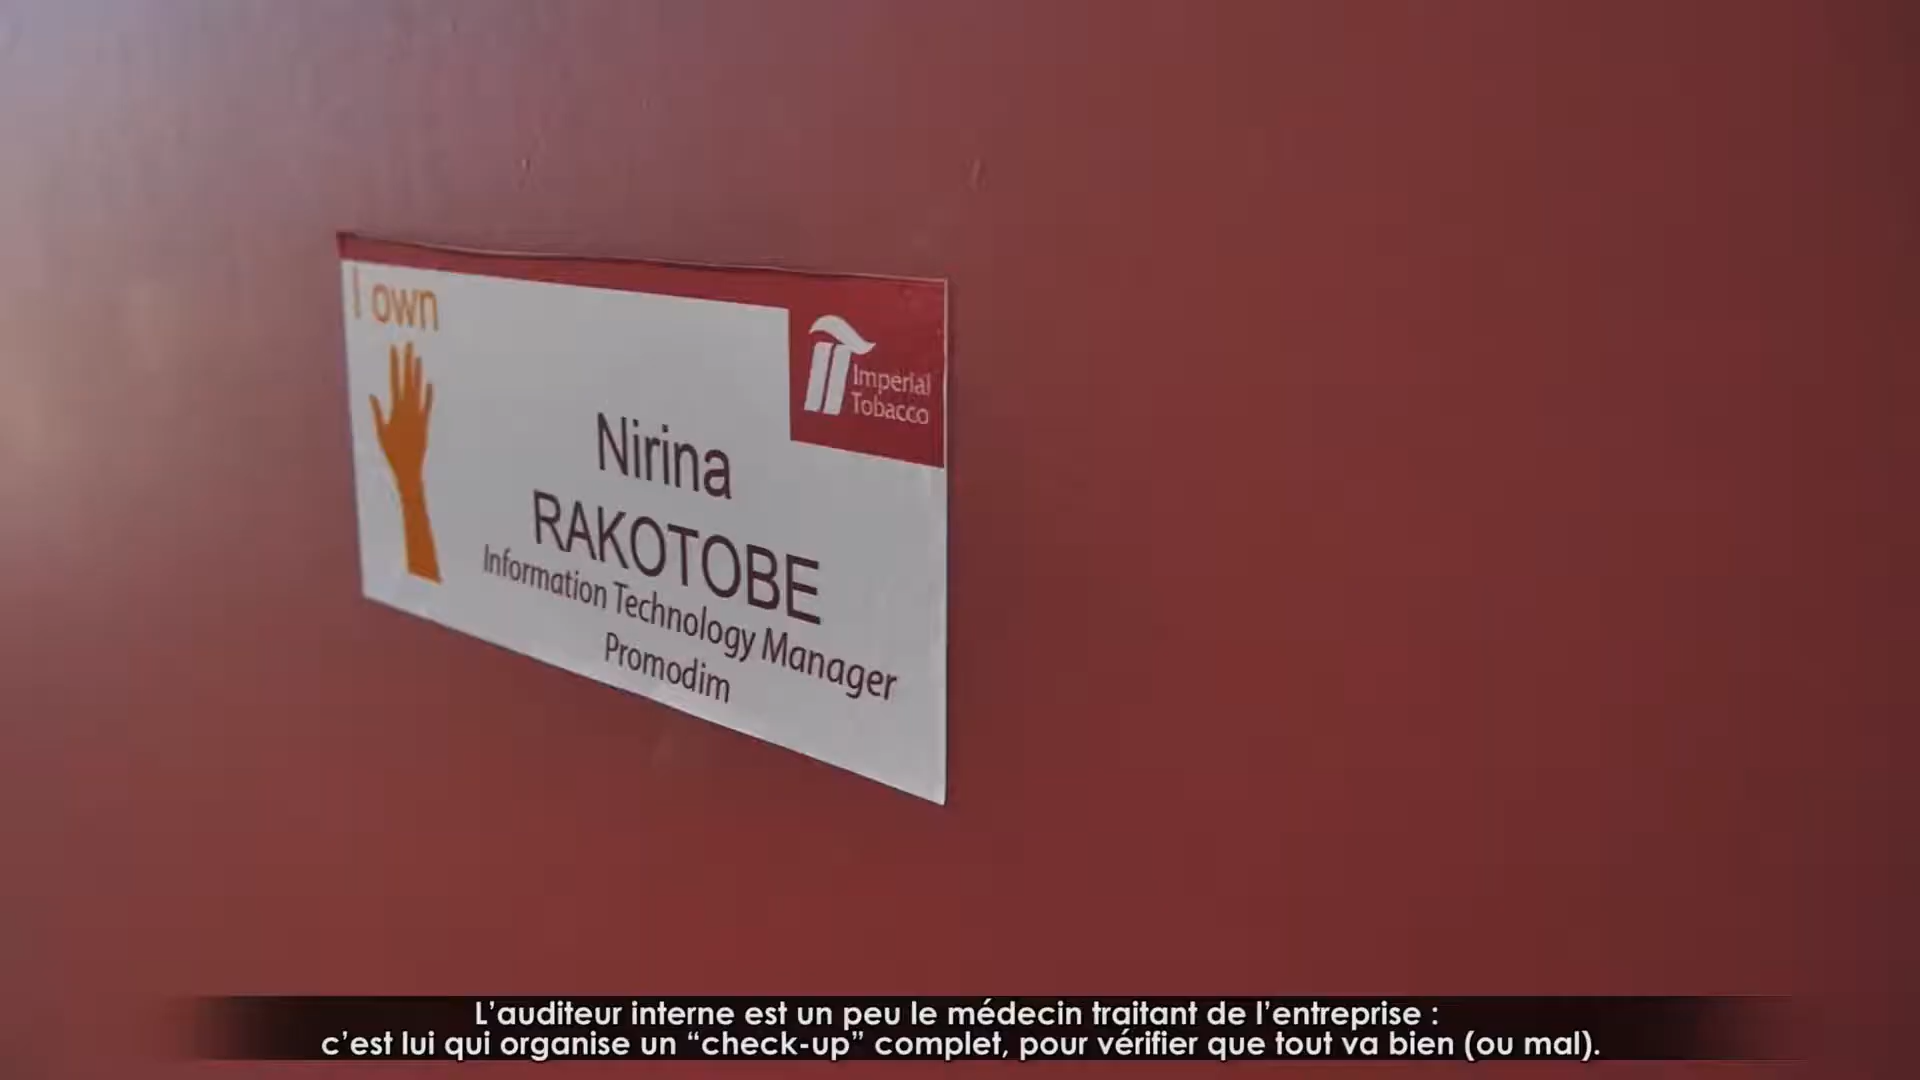 I own
Imperial
Tobacco
Nirina
RAKOTOBE
Information Technology Manager
Promodim
L’auditeur interne est un peu le médecin traitant de l’entreprise :
c’est lui qui organise un “check-up” complet, pour vérifier que tout va bien (ou mal).